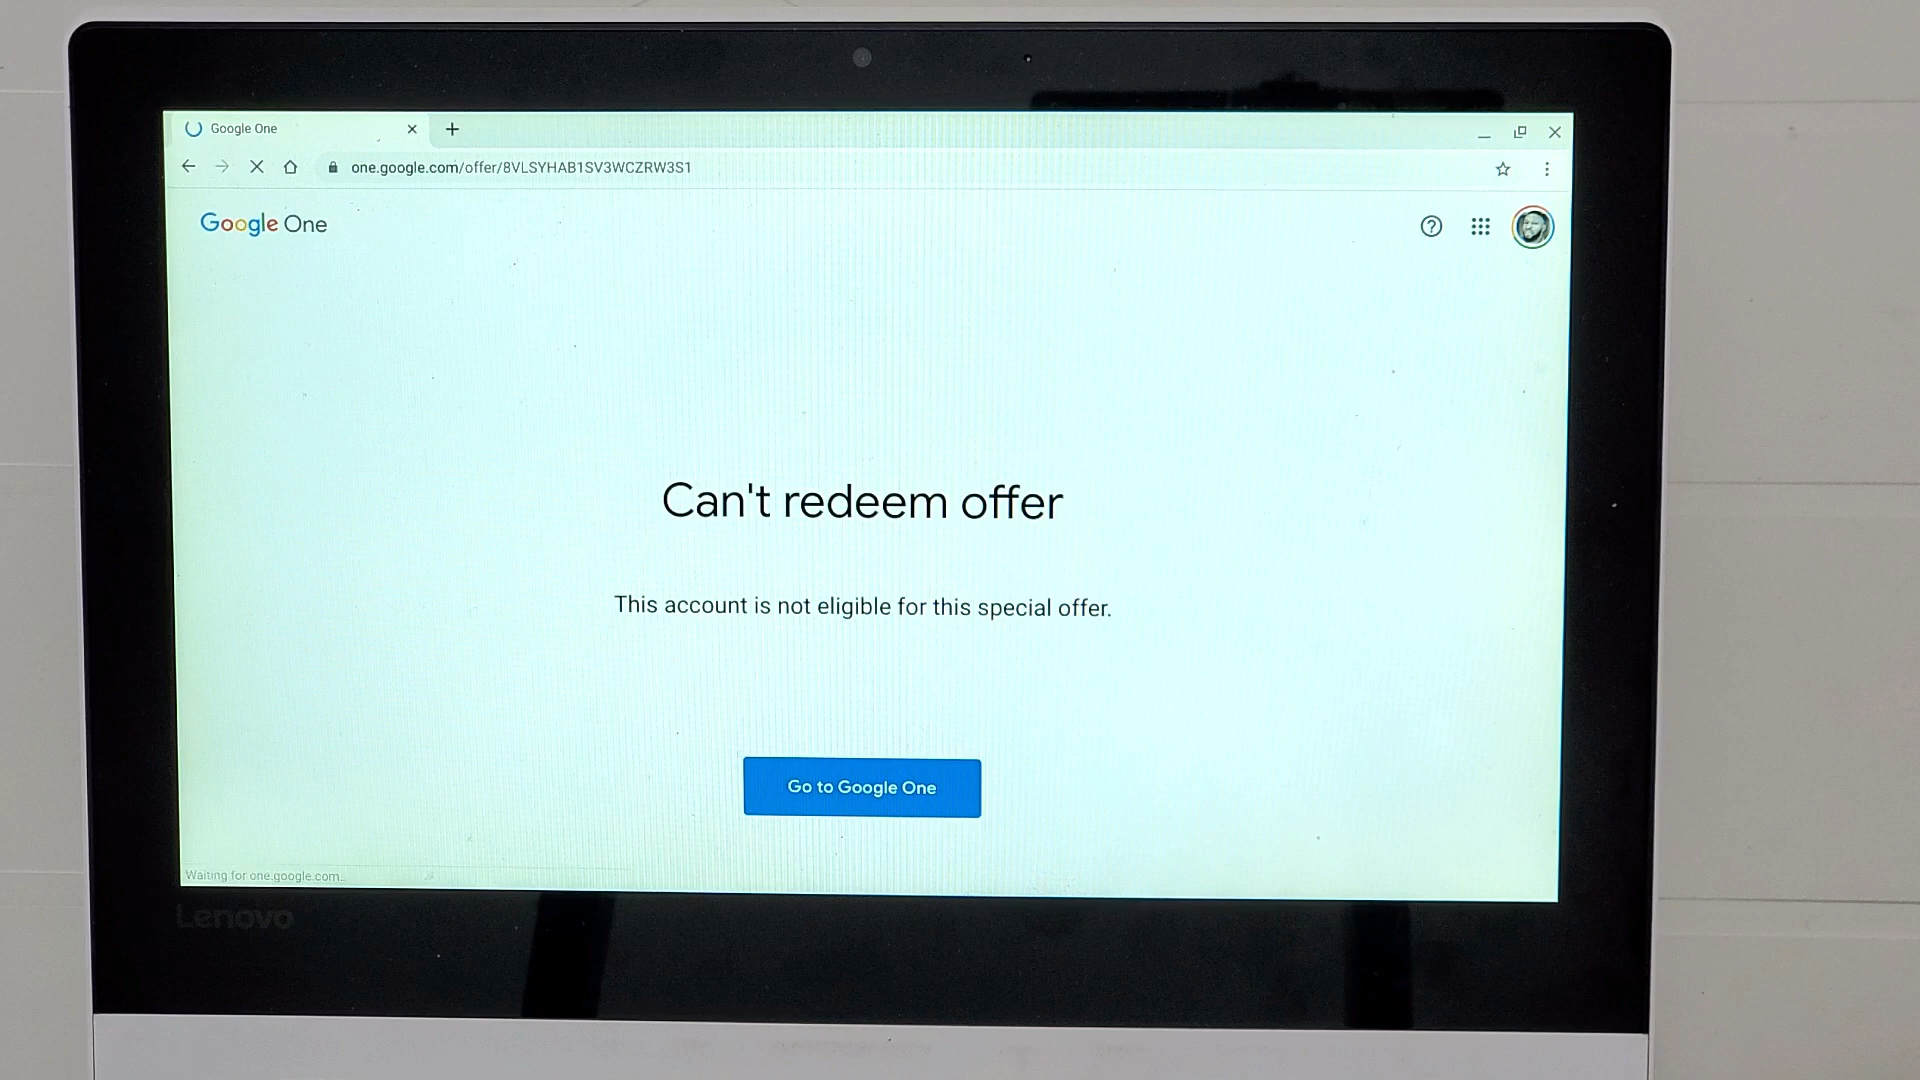 Google One
one.google.com/offer/8VLSYHAB1SV3WCZRW3S1
Google One
Can't redeem offer
This account is not eligible for this special offer.
Go to Google One
Waiting for one.google.com...
Lenovo